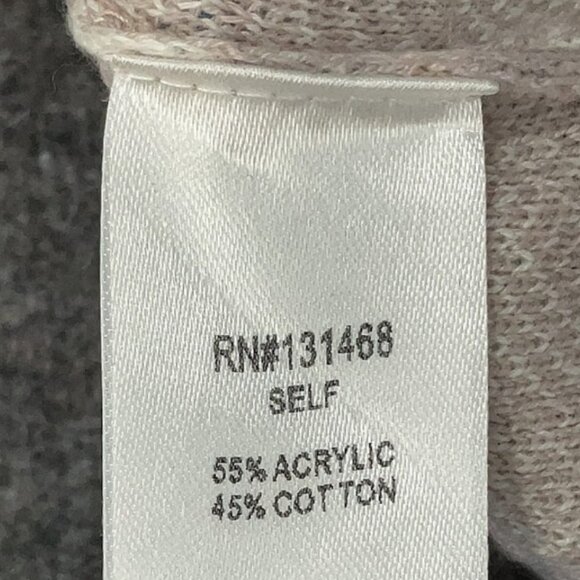 RN#131468
SELF
55% ACRYLIC
45% COTTON